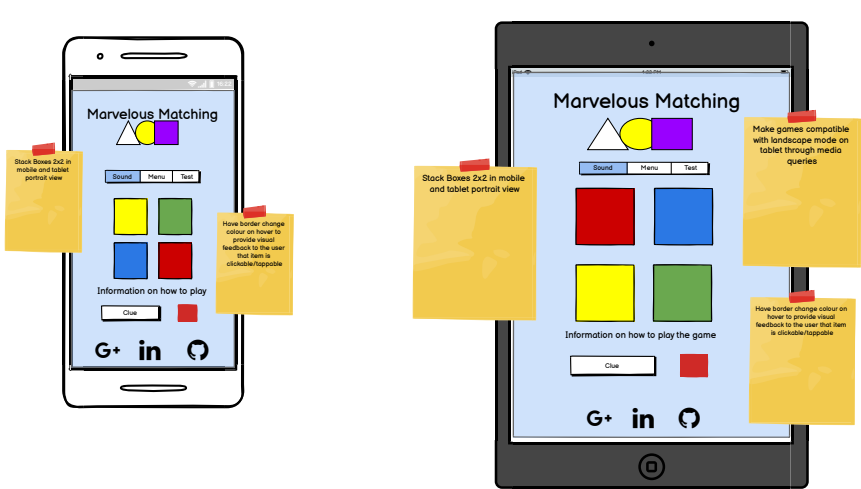 Marvelous Matching
Stack Boxes 2x2 in
mobile and tablet
portrait view
Sound Menu Test
Have border change
colour on hover to
provide visual
feedback to the user
that item is
clickable/tappable
Information on how to play
Clue
G+ in
Marvelous Matching
Make games compatible
with landscape mode on
tablet through media
queries
Stack Boxes 2x2 in mobile
and tablet portrait view
Sound Menu Test
Have border change colour on
hover to provide visual
feedback to the user that item
is clickable/tappable
Information on how to play the game
Clue
G+ in